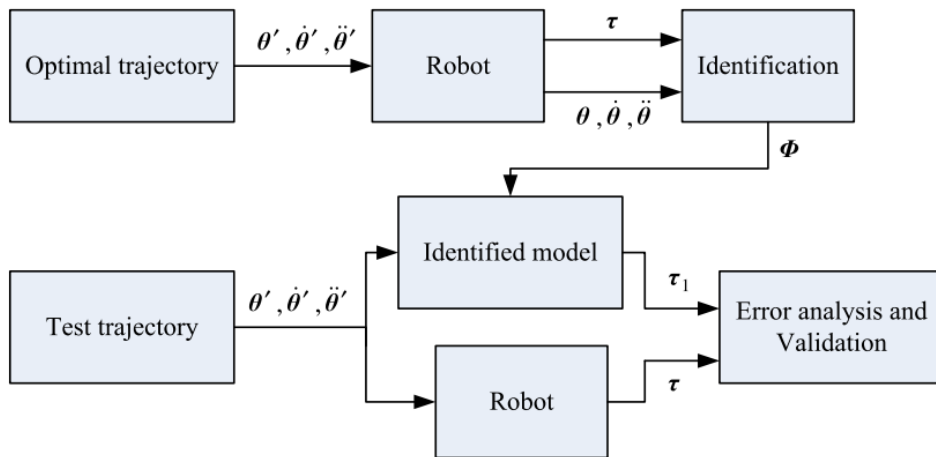 θ′ , θ̇′ , θ̈′
τ
Optimal trajectory
Robot
Identification
θ , θ̇ , θ̈
Φ
Identified model
θ′ , θ̇′ , θ̈′
τ₁
Test trajectory
Error analysis and
Validation
Robot
τ